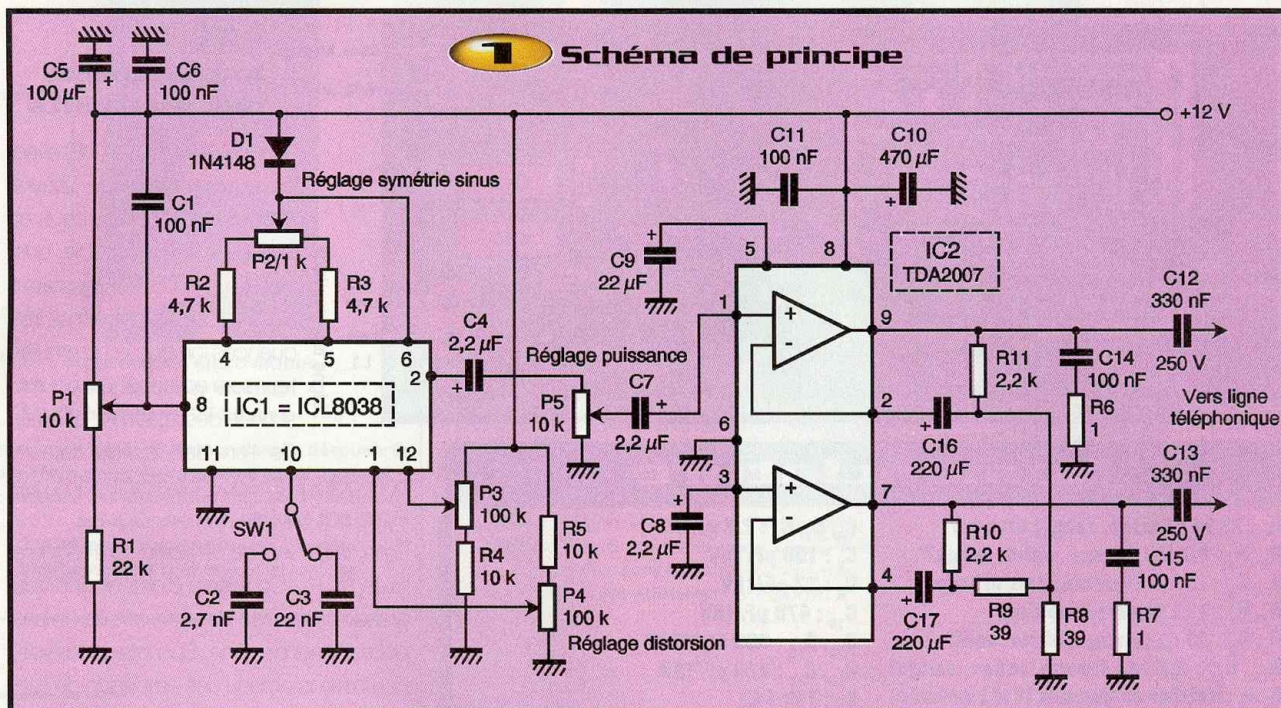 1 Schéma de principe
C5
100 µF
+
C6
100 nF
+12 V
D1
1N4148
C11
100 nF
C10
470 µF
+
Réglage symétrie sinus
C1
100 nF
P2/1 k
R2
4,7 k
R3
4,7 k
C9
22 µF
+
5
8
IC2
TDA2007
C12
330 nF
250 V
4
5
6
2
C4
2,2 µF
+
1
+
-
9
Réglage puissance
R11
2,2 k
C14
100 nF
P1
10 k
8
IC1 = ICL8038
P5
10 k
C7
2,2 µF
+
2
Vers ligne
téléphonique
R6
1
6
+
C16
220 µF
11
10
1
12
3
+
-
7
C13
330 nF
250 V
P3
100 k
C8
2,2 µF
+
SW1
R5
10 k
R10
2,2 k
C15
100 nF
R1
22 k
R4
10 k
4
+
C2
2,7 nF
C3
22 nF
P4
100 k
C17
220 µF
R9
39
R8
39
R7
1
Réglage distorsion